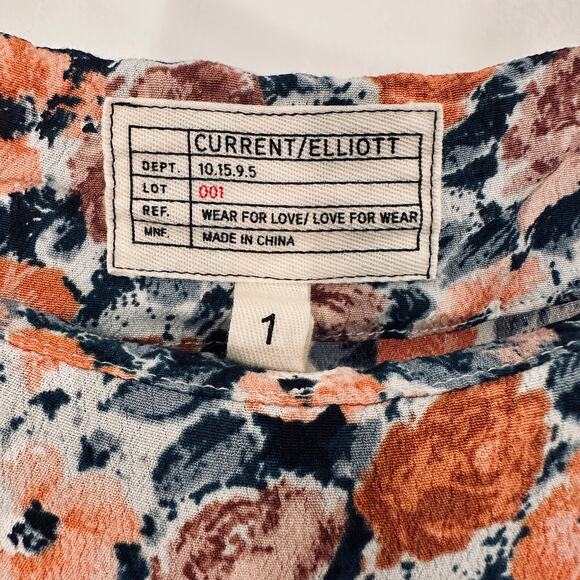 CURRENT/ELLIOTT
DEPT. 10.15.9.5
LOT 001
REF. WEAR FOR LOVE/ LOVE FOR WEAR
MNF. MADE IN CHINA
1